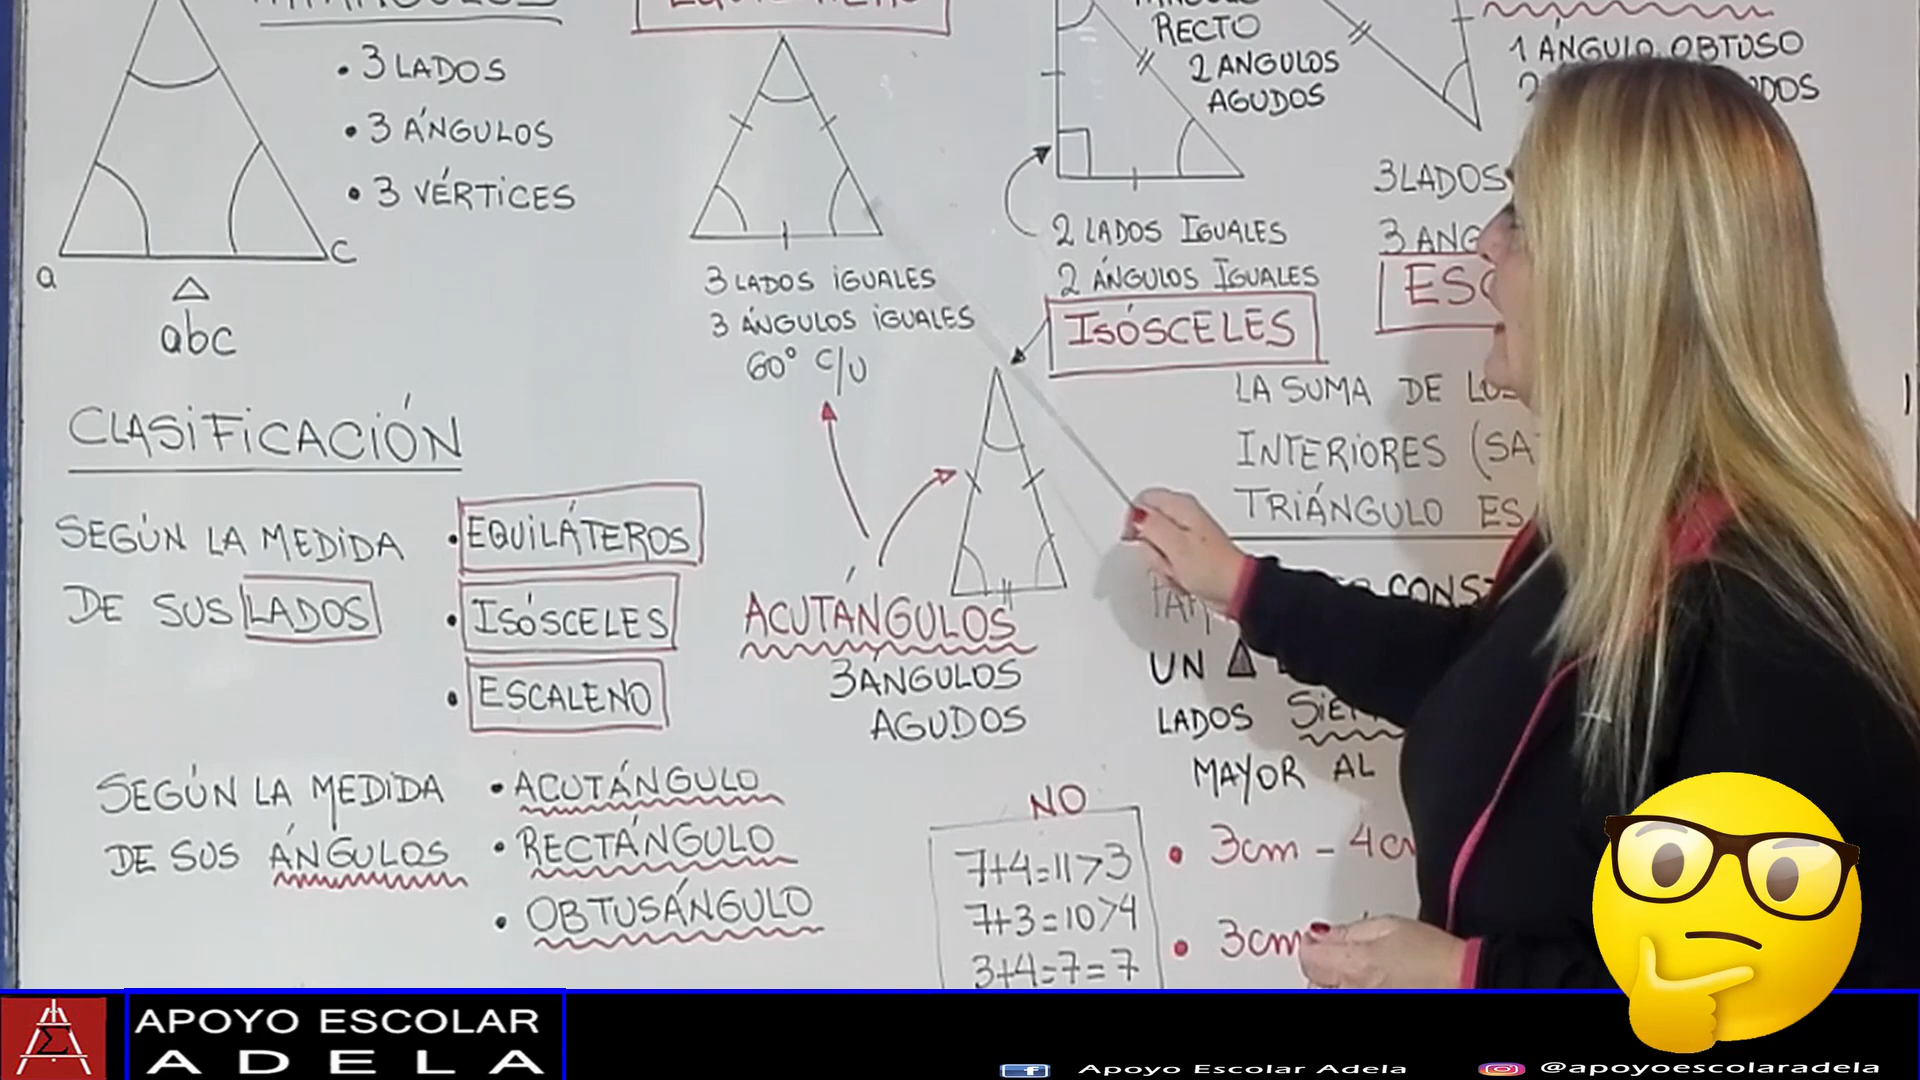 • 3 LADOS
• 3 ÁNGULOS
• 3 VÉRTICES
a
c
abc
3 LADOS IGUALES
3 ÁNGULOS IGUALES
60° C/U
RECTO
2 ANGULOS
AGUDOS
2 LADOS IGUALES
2 ÁNGULOS IGUALES
ISÓSCELES
1 ÁNGULO OBTUSO
3 LADOS
LA SUMA DE
INTERIORES
TRIÁNGULO ES
CLASIFICACIÓN
SEGÚN LA MEDIDA
DE SUS LADOS
• EQUILÁTEROS
• ISÓSCELES
• ESCALENO
ACUTÁNGULOS
3 ÁNGULOS
AGUDOS
SEGÚN LA MEDIDA
DE SUS ÁNGULOS
• ACUTÁNGULO
• RECTÁNGULO
• OBTUSÁNGULO
UN
LADOS
MAYOR AL
NO
7+4=11>3
7+3=10>4
3+4=7=7
• 3cm - 4
• 3cm
APOYO ESCOLAR
ADELA
Apoyo Escolar Adela
@apoyoescolaradela